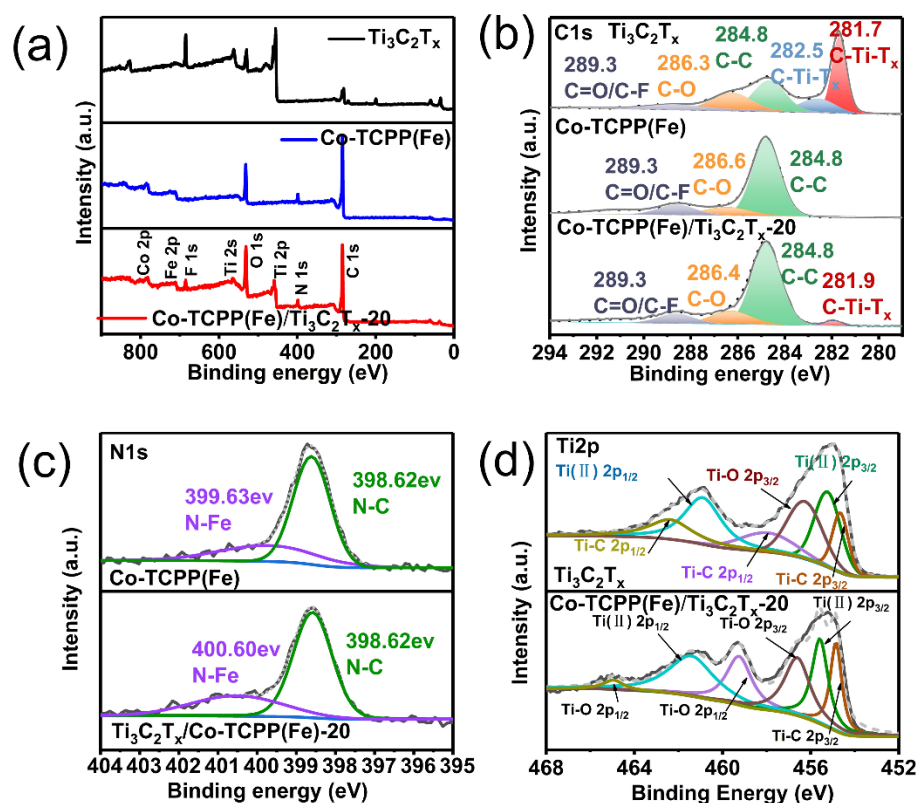 (a)
Ti₃C₂Tₓ
Co-TCPP(Fe)
Co 2p
Fe 2p
F 1s
Ti 2s
O 1s
Ti 2p
N 1s
C 1s
Co-TCPP(Fe)/Ti₃C₂Tₓ-20
Intensity (a.u.)
800 600 400 200 0
Binding energy (eV)
(b)
C1s Ti₃C₂Tₓ
289.3
C=O/C-F
286.3
C-O
284.8
C-C
282.5
C-Ti-Tₓ
281.7
C-Ti-Tₓ
Co-TCPP(Fe)
289.3
C=O/C-F
286.6
C-O
284.8
C-C
Co-TCPP(Fe)/Ti₃C₂Tₓ-20
289.3
C=O/C-F
286.4
C-O
284.8
C-C
281.9
C-Ti-Tₓ
Intensity (a.u.)
294 292 290 288 286 284 282 280
Binding energy (eV)
(c)
N1s
399.63ev
N-Fe
398.62ev
N-C
Co-TCPP(Fe)
400.60ev
N-Fe
398.62ev
N-C
Ti₃C₂Tₓ/Co-TCPP(Fe)-20
Intensity (a.u.)
404 403 402 401 400 399 398 397 396 395
Binding energy (eV)
(d)
Ti2p
Ti(Ⅱ) 2p₁/₂
Ti-O 2p₃/₂
Ti(Ⅱ) 2p₃/₂
Ti-C 2p₁/₂
Ti-C 2p₁/₂
Ti-C 2p₃/₂
Ti₃C₂Tₓ
Co-TCPP(Fe)/Ti₃C₂Tₓ-20
Ti(Ⅱ) 2p₁/₂
Ti-O 2p₃/₂
Ti(Ⅱ) 2p₃/₂
Ti-O 2p₁/₂
Ti-O 2p₁/₂
Ti-C 2p₃/₂
Intensity (a.u.)
468 464 460 456 452
Binding Energy (eV)